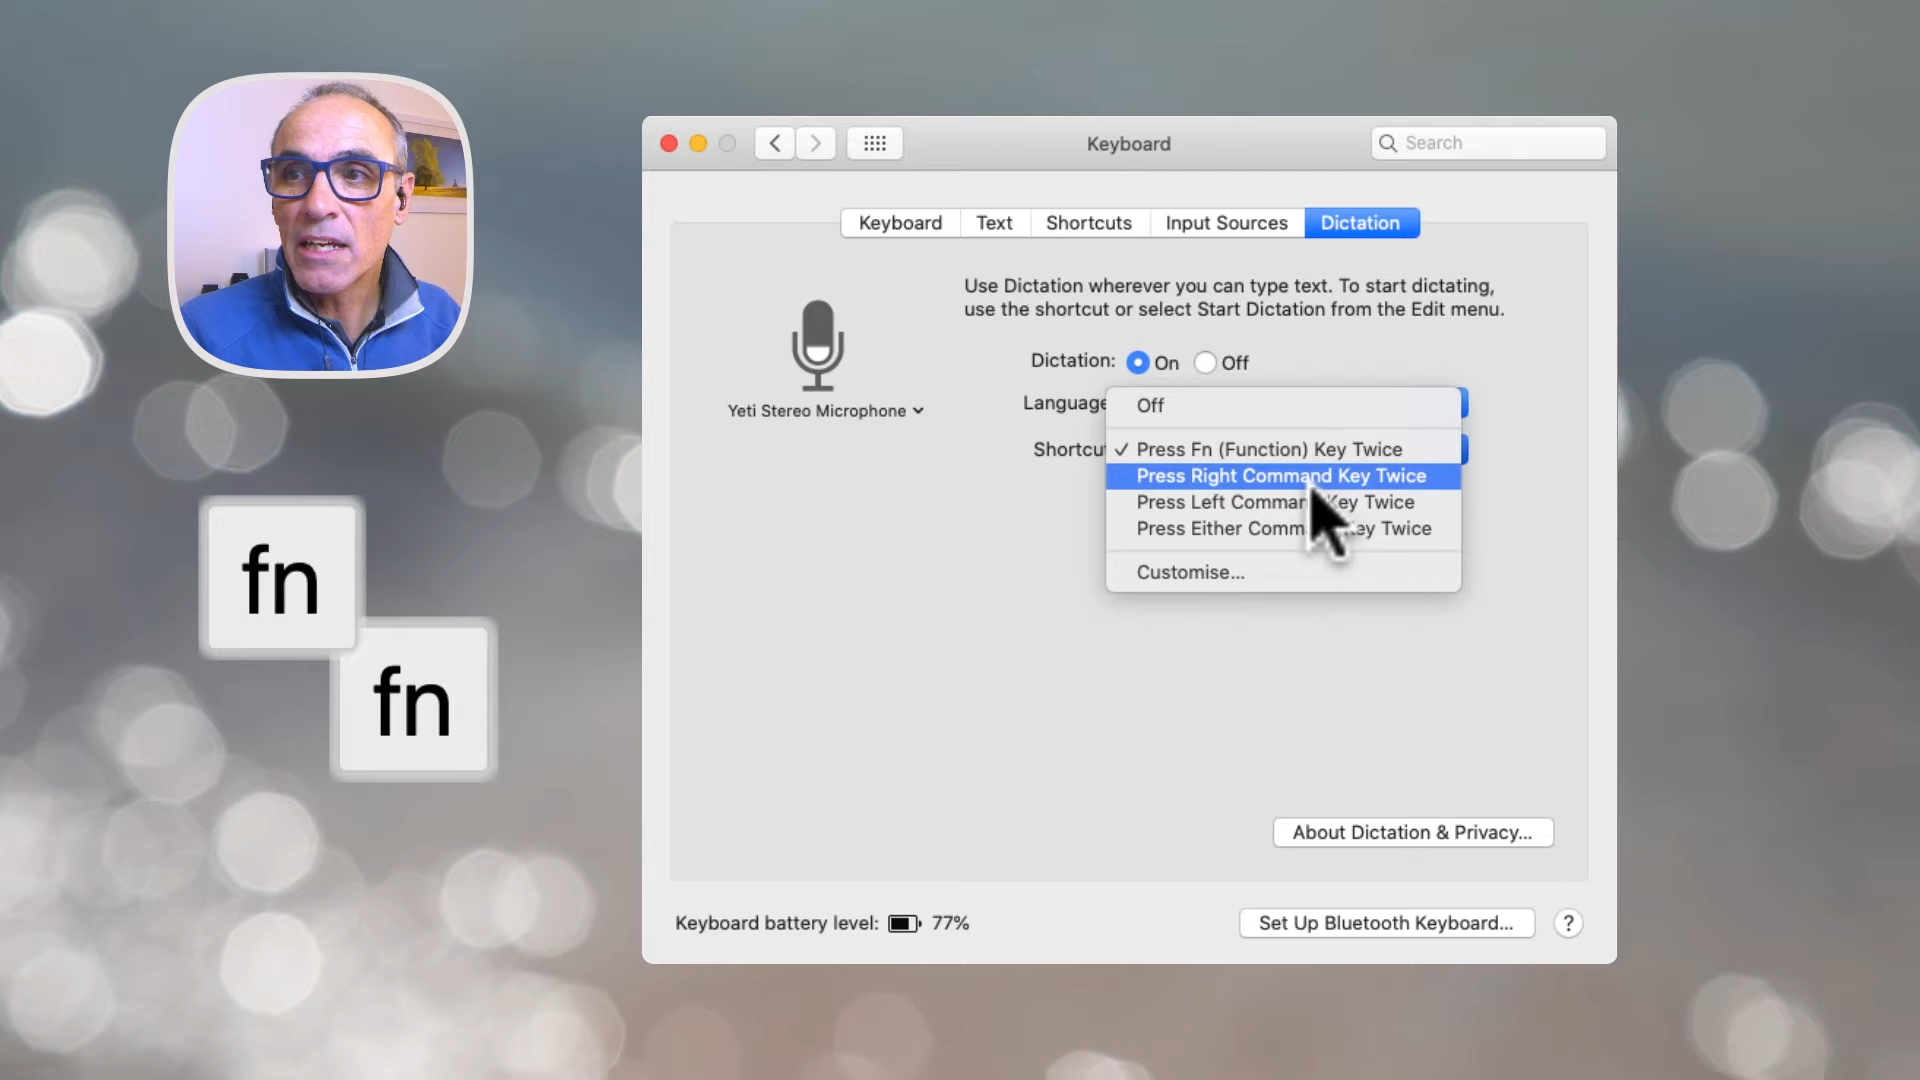 Keyboard
Search
Keyboard
Text
Shortcuts
Input Sources
Dictation
Use Dictation wherever you can type text. To start dictating,
use the shortcut or select Start Dictation from the Edit menu.
Yeti Stereo Microphone
Dictation:
On
Off
Language
Shortcu
Off
✓ Press Fn (Function) Key Twice
Press Right Command Key Twice
Press Left Comman Key Twice
Press Either Comm Key Twice
Customise...
fn
fn
About Dictation & Privacy...
Keyboard battery level: 77%
Set Up Bluetooth Keyboard...
?